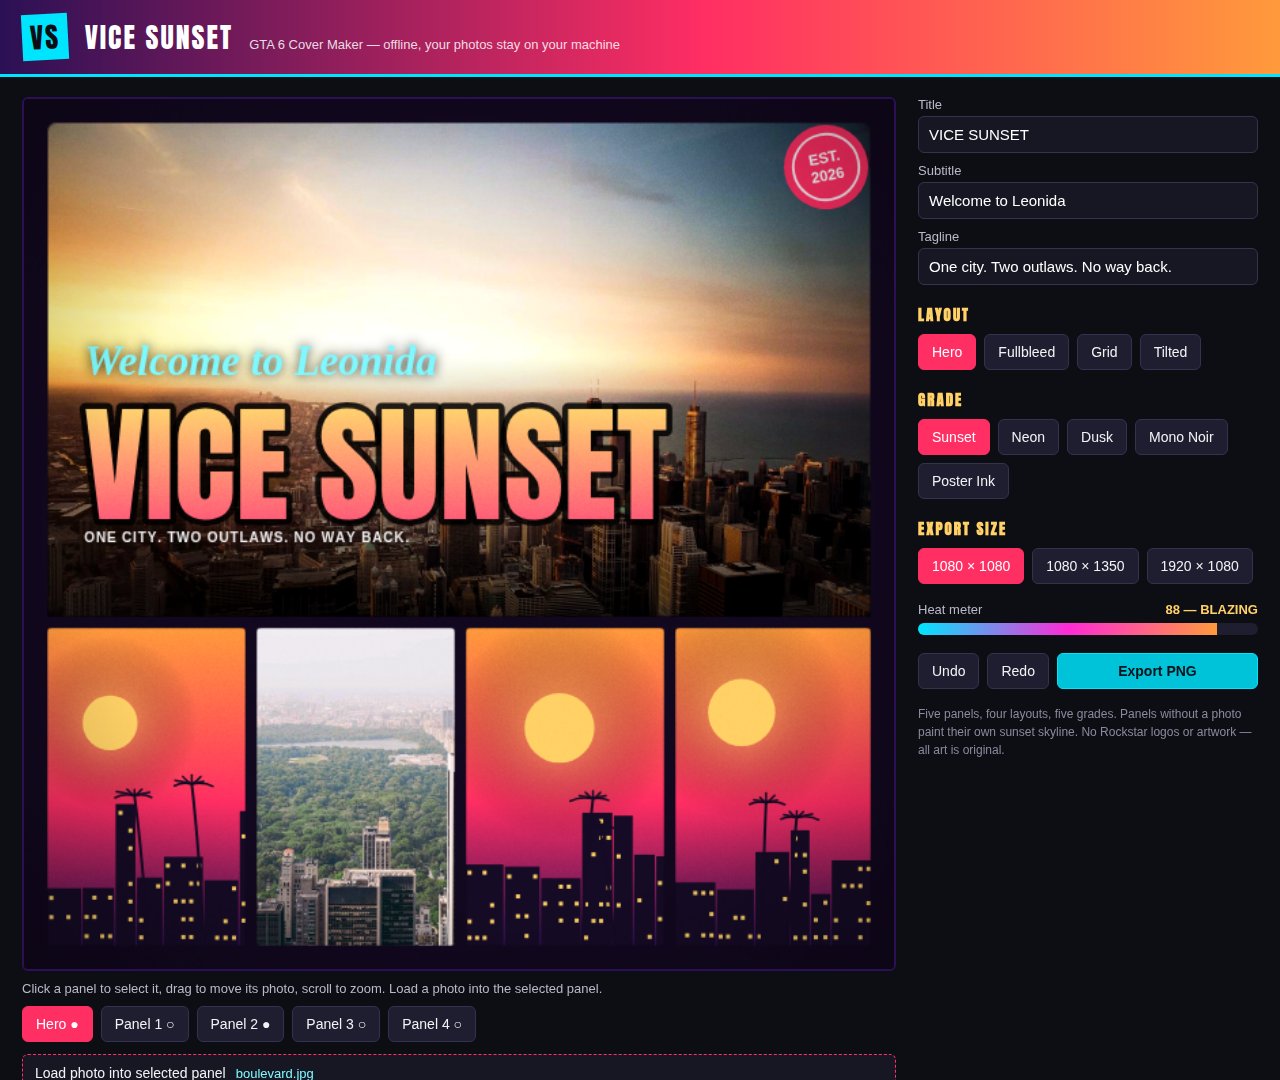 VS
VICE SUNSET
GTA 6 Cover Maker — offline, your photos stay on your machine
EST.
2026
Welcome to Leonida
VICE SUNSET
ONE CITY. TWO OUTLAWS. NO WAY BACK.
Click a panel to select it, drag to move its photo, scroll to zoom. Load a photo into the selected panel.
Hero ● Panel 1 ○ Panel 2 ● Panel 3 ○ Panel 4 ○
Load photo into selected panel boulevard.jpg
Title
VICE SUNSET
Subtitle
Welcome to Leonida
Tagline
One city. Two outlaws. No way back.
LAYOUT
Hero Fullbleed Grid Tilted
GRADE
Sunset Neon Dusk Mono Noir
Poster Ink
EXPORT SIZE
1080 × 1080 1080 × 1350 1920 × 1080
Heat meter 88 — BLAZING
Undo Redo Export PNG
Five panels, four layouts, five grades. Panels without a photo
paint their own sunset skyline. No Rockstar logos or artwork —
all art is original.